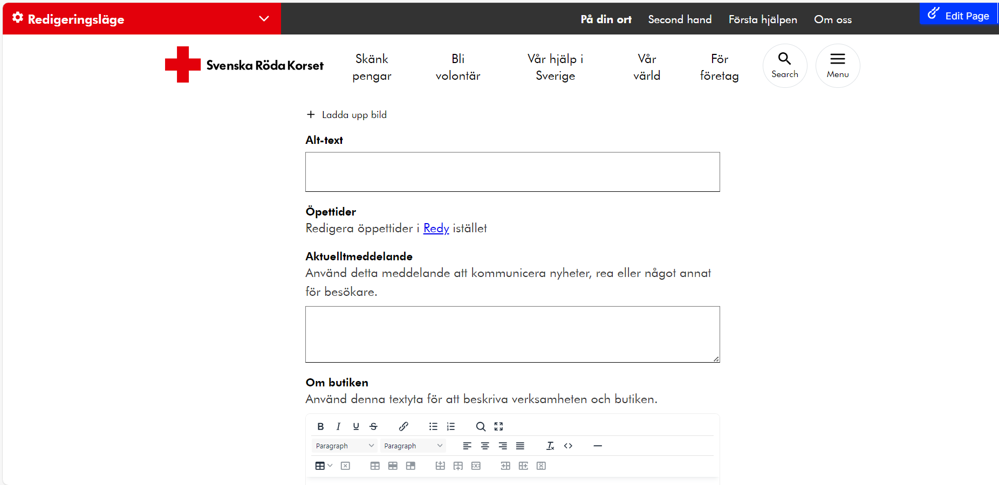 Redigeringsläge
På din ort Second hand Första hjälpen Om oss
Edit Page
Svenska Röda Korset
Skänk
pengar
Bli
volontär
Vår hjälp i
Sverige
Vår
värld
För
företag
Search
Menu
Ladda upp bild
Alt-text
Öpettider
Redigera öppettider i Redy istället
Aktuelltmeddelande
Använd detta meddelande att kommunicera nyheter, rea eller något annat
för besökare.
Om butiken
Använd denna textyta för att beskriva verksamheten och butiken.
Paragraph Paragraph